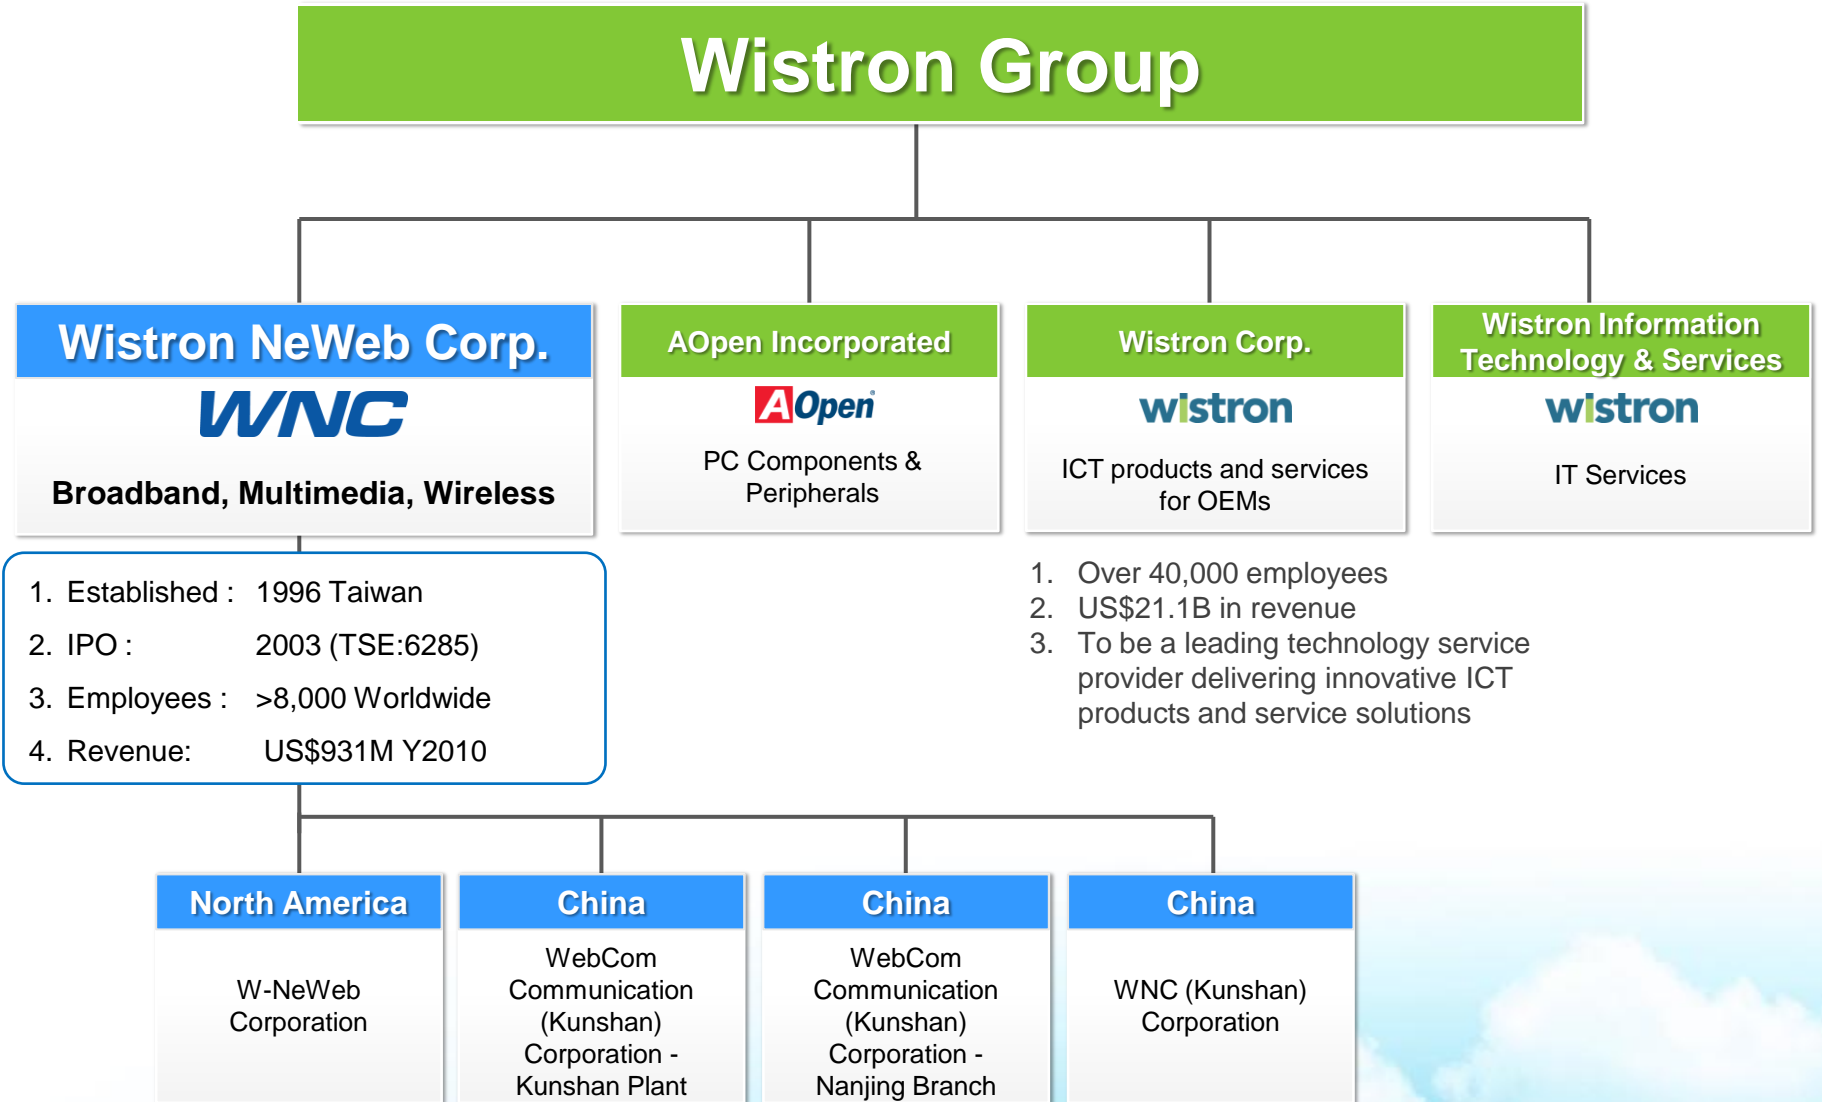 Wistron Group
Wistron NeWeb Corp.
WNC
Broadband, Multimedia, Wireless
AOpen Incorporated
AOpen
PC Components &
Peripherals
Wistron Corp.
wistron
ICT products and services
for OEMs
Wistron Information
Technology & Services
wistron
IT Services
1. Established : 1996 Taiwan
2. IPO : 2003 (TSE:6285)
3. Employees : >8,000 Worldwide
4. Revenue: US$931M Y2010
1. Over 40,000 employees
2. US$21.1B in revenue
3. To be a leading technology service
provider delivering innovative ICT
products and service solutions
North America
W-NeWeb
Corporation
China
WebCom
Communication
(Kunshan)
Corporation -
Kunshan Plant
China
WebCom
Communication
(Kunshan)
Corporation -
Nanjing Branch
China
WNC (Kunshan)
Corporation